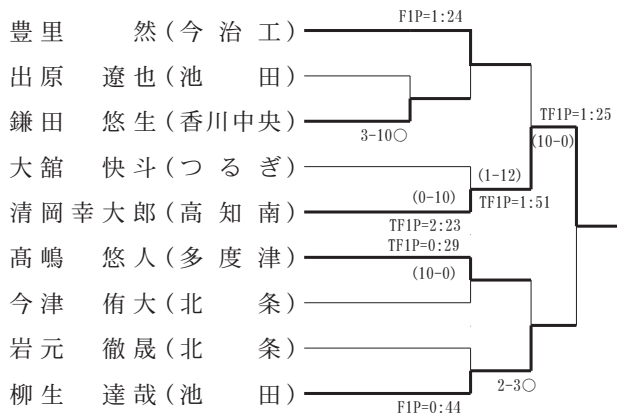 F1P=1:24
豊里 然(今治工)
出原 遼也(池田)
TF1P=1:25
鎌田 悠生(香川中央)
3-10○
(10-0)
大舘 快斗(つるぎ)
(1-12)
(0-10)
清岡幸大郎(高知南)
TF1P=1:51
TF1P=2:23
TF1P=0:29
髙嶋 悠人(多度津)
(10-0)
今津 侑大(北条)
岩元 徹晟(北条)
2-3○
柳生 達哉(池田)
F1P=0:44